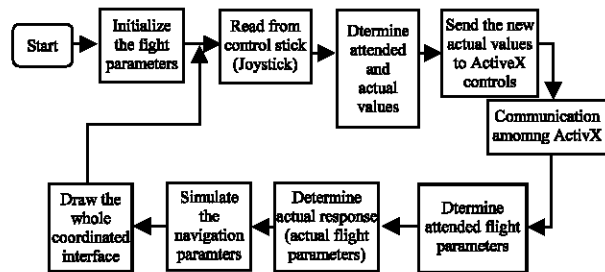 Start
Initialize
the fight
parameters
Read from
control stick
(Joystick)
Dtermine
attended
and
actual
values
Send the new
actual values
to ActiveX
controls
Communication
amomng ActivX
Dtermine
attended flight
parameters
Determine
actual response
(actual flight
parameters)
Simulate
the
navigation
paramters
Draw the
whole
coordinated
interface